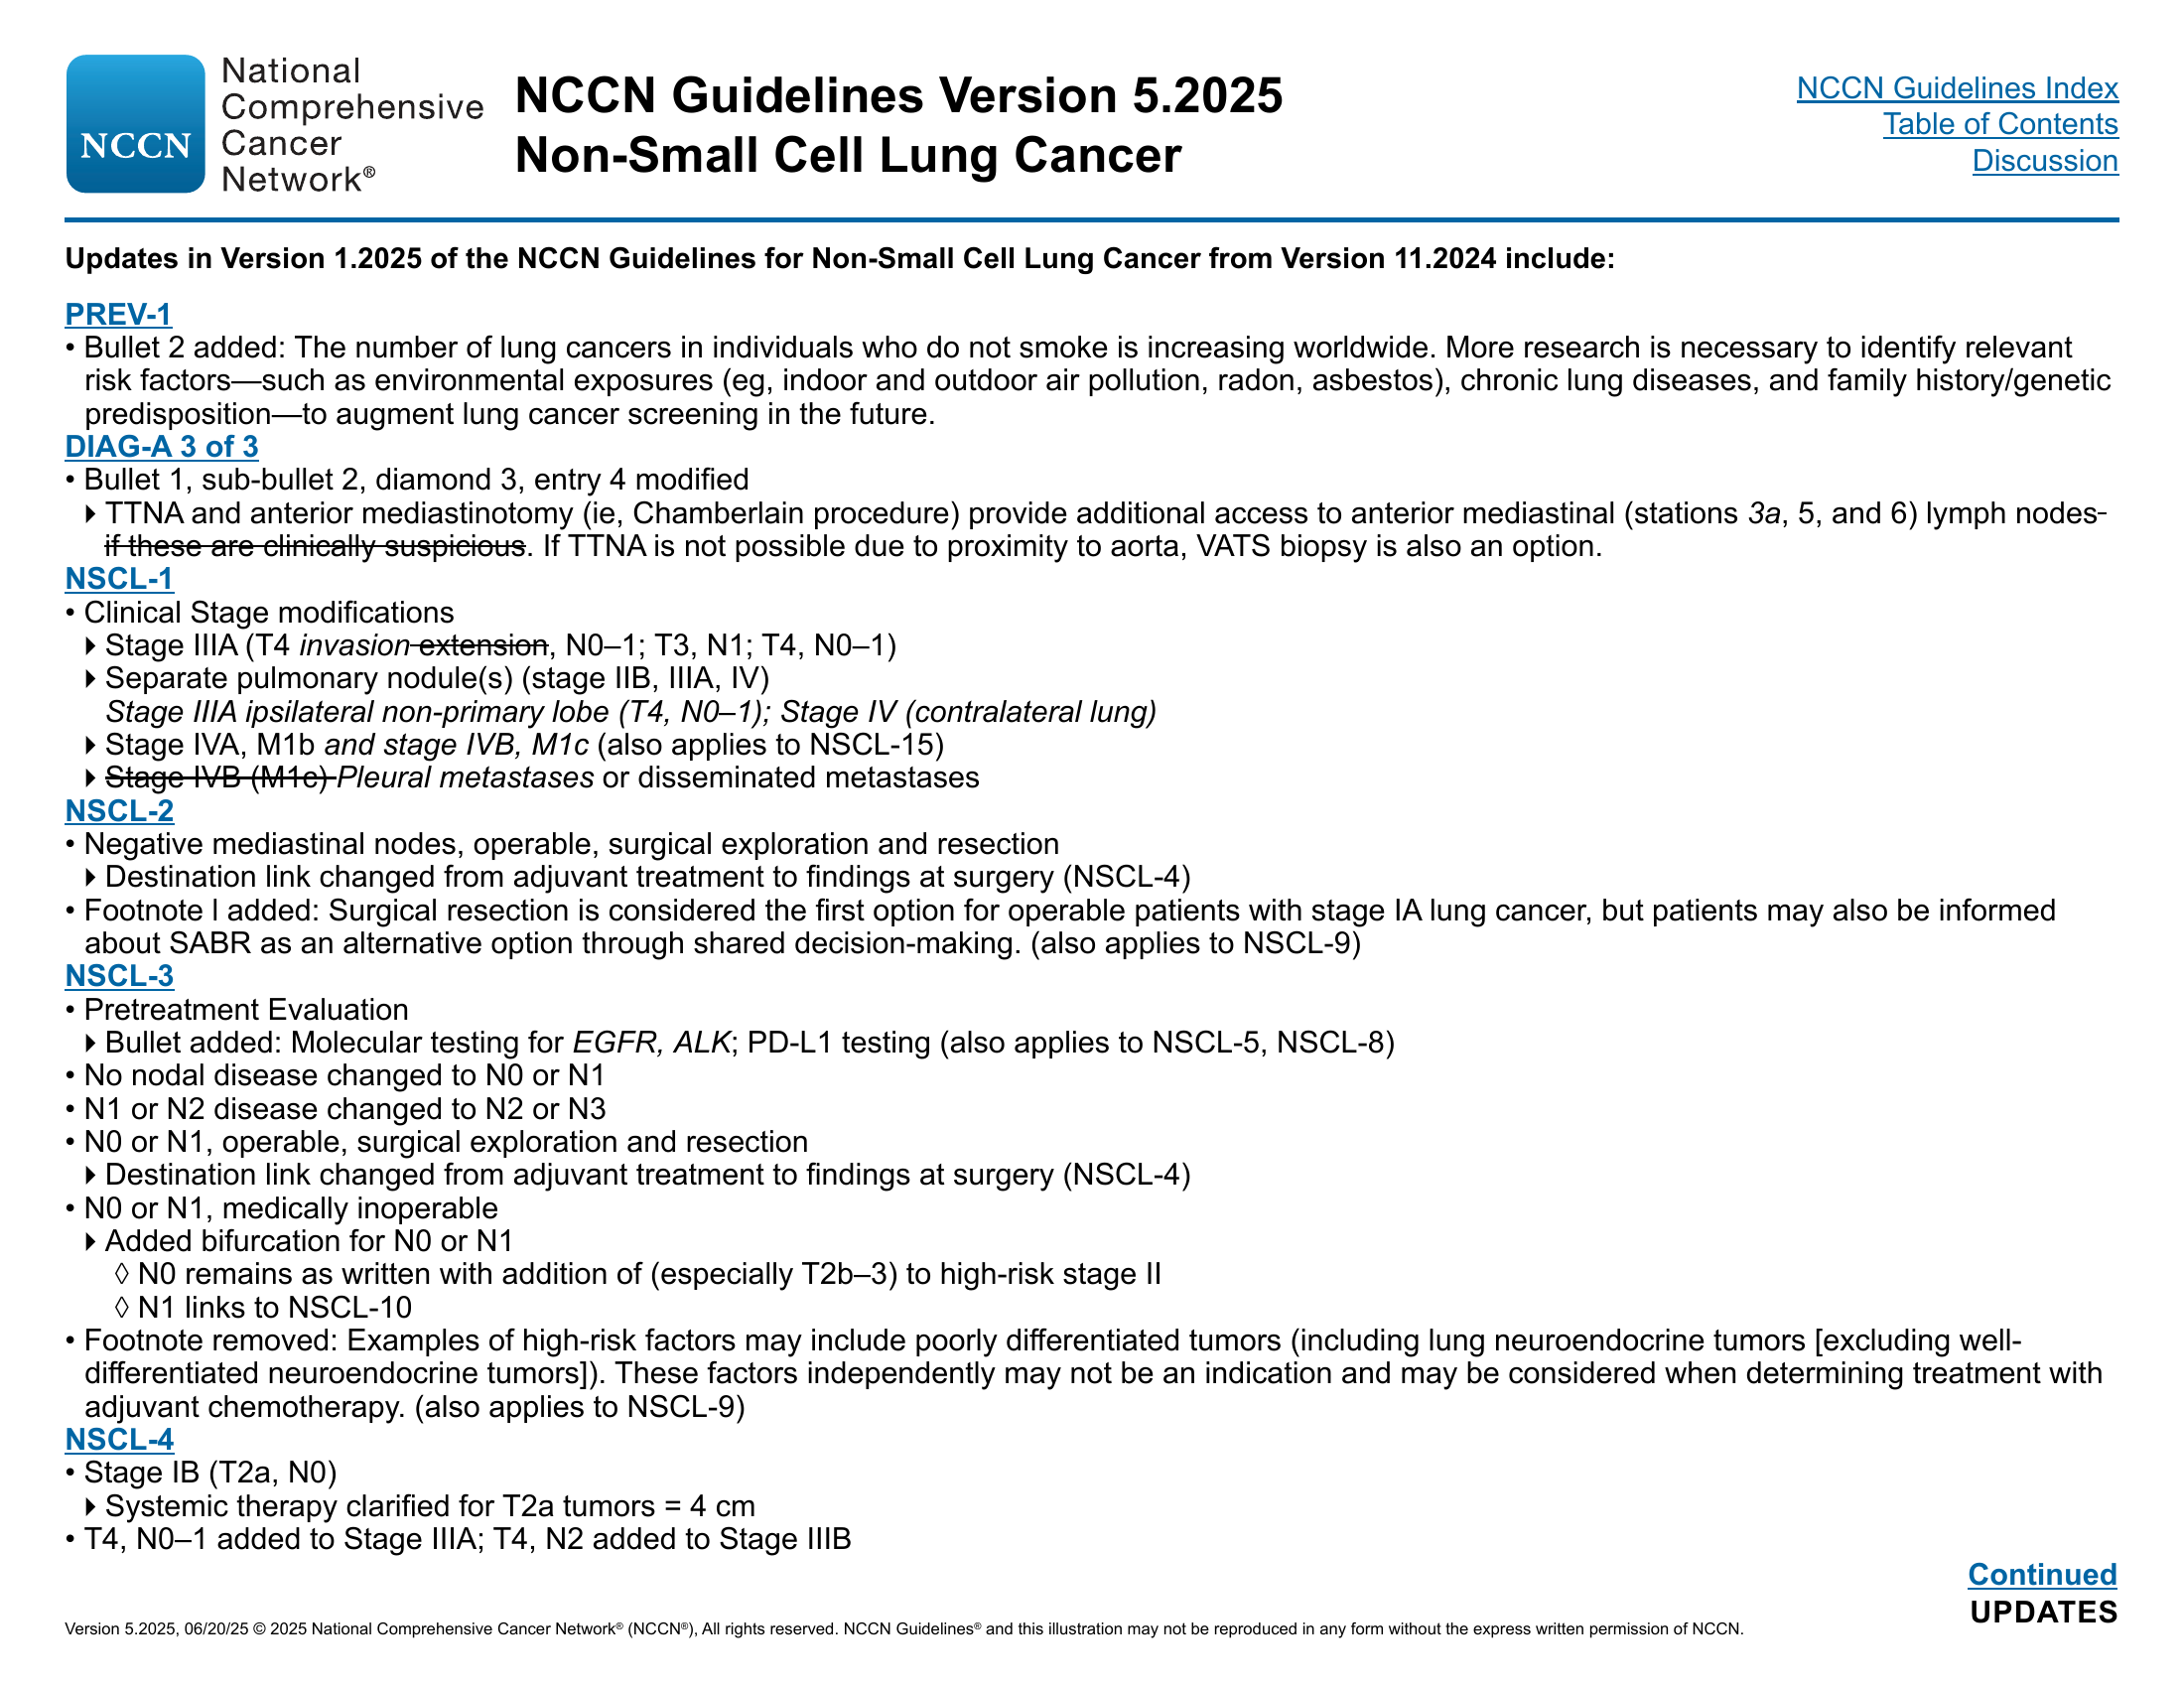 NCCN
National
Comprehensive
Cancer
Network®
NCCN Guidelines Version 5.2025
Non-Small Cell Lung Cancer
NCCN Guidelines Index
Table of Contents
Discussion
Updates in Version 1.2025 of the NCCN Guidelines for Non-Small Cell Lung Cancer from Version 11.2024 include:
PREV-1
• Bullet 2 added: The number of lung cancers in individuals who do not smoke is increasing worldwide. More research is necessary to identify relevant
risk factors—such as environmental exposures (eg, indoor and outdoor air pollution, radon, asbestos), chronic lung diseases, and family history/genetic
predisposition—to augment lung cancer screening in the future.
DIAG-A 3 of 3
• Bullet 1, sub-bullet 2, diamond 3, entry 4 modified
▸ TTNA and anterior mediastinotomy (ie, Chamberlain procedure) provide additional access to anterior mediastinal (stations 3a, 5, and 6) lymph nodes
if these are clinically suspicious. If TTNA is not possible due to proximity to aorta, VATS biopsy is also an option.
NSCL-1
• Clinical Stage modifications
▸ Stage IIIA (T4 invasion extension, N0–1; T3, N1; T4, N0–1)
▸ Separate pulmonary nodule(s) (stage IIB, IIIA, IV)
Stage IIIA ipsilateral non-primary lobe (T4, N0–1); Stage IV (contralateral lung)
▸ Stage IVA, M1b and stage IVB, M1c (also applies to NSCL-15)
▸ Stage IVB (M1c) Pleural metastases or disseminated metastases
NSCL-2
• Negative mediastinal nodes, operable, surgical exploration and resection
▸ Destination link changed from adjuvant treatment to findings at surgery (NSCL-4)
• Footnote l added: Surgical resection is considered the first option for operable patients with stage IA lung cancer, but patients may also be informed
about SABR as an alternative option through shared decision-making. (also applies to NSCL-9)
NSCL-3
• Pretreatment Evaluation
▸ Bullet added: Molecular testing for EGFR, ALK; PD-L1 testing (also applies to NSCL-5, NSCL-8)
• No nodal disease changed to N0 or N1
• N1 or N2 disease changed to N2 or N3
• N0 or N1, operable, surgical exploration and resection
▸ Destination link changed from adjuvant treatment to findings at surgery (NSCL-4)
• N0 or N1, medically inoperable
▸ Added bifurcation for N0 or N1
◊ N0 remains as written with addition of (especially T2b–3) to high-risk stage II
◊ N1 links to NSCL-10
• Footnote removed: Examples of high-risk factors may include poorly differentiated tumors (including lung neuroendocrine tumors [excluding well-
differentiated neuroendocrine tumors]). These factors independently may not be an indication and may be considered when determining treatment with
adjuvant chemotherapy. (also applies to NSCL-9)
NSCL-4
• Stage IB (T2a, N0)
▸ Systemic therapy clarified for T2a tumors = 4 cm
• T4, N0–1 added to Stage IIIA; T4, N2 added to Stage IIIB
Continued
UPDATES
Version 5.2025, 06/20/25 © 2025 National Comprehensive Cancer Network® (NCCN®), All rights reserved. NCCN Guidelines® and this illustration may not be reproduced in any form without the express written permission of NCCN.